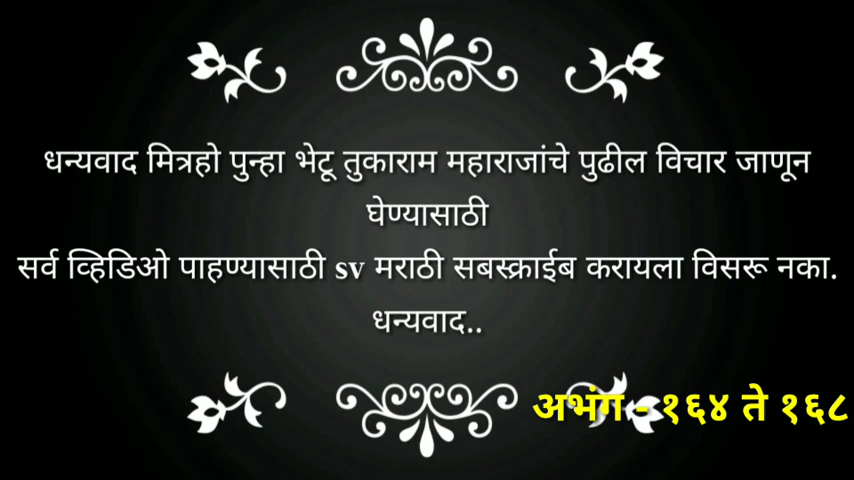 धन्यवाद मित्रहो पुन्हा भेटू तुकाराम महाराजांचे पुढील विचार जाणून
घेण्यासाठी
सर्व व्हिडिओ पाहण्यासाठी sv मराठी सबस्क्राईब करायला विसरू नका.
धन्यवाद..
अभंग - १६४ ते १६८